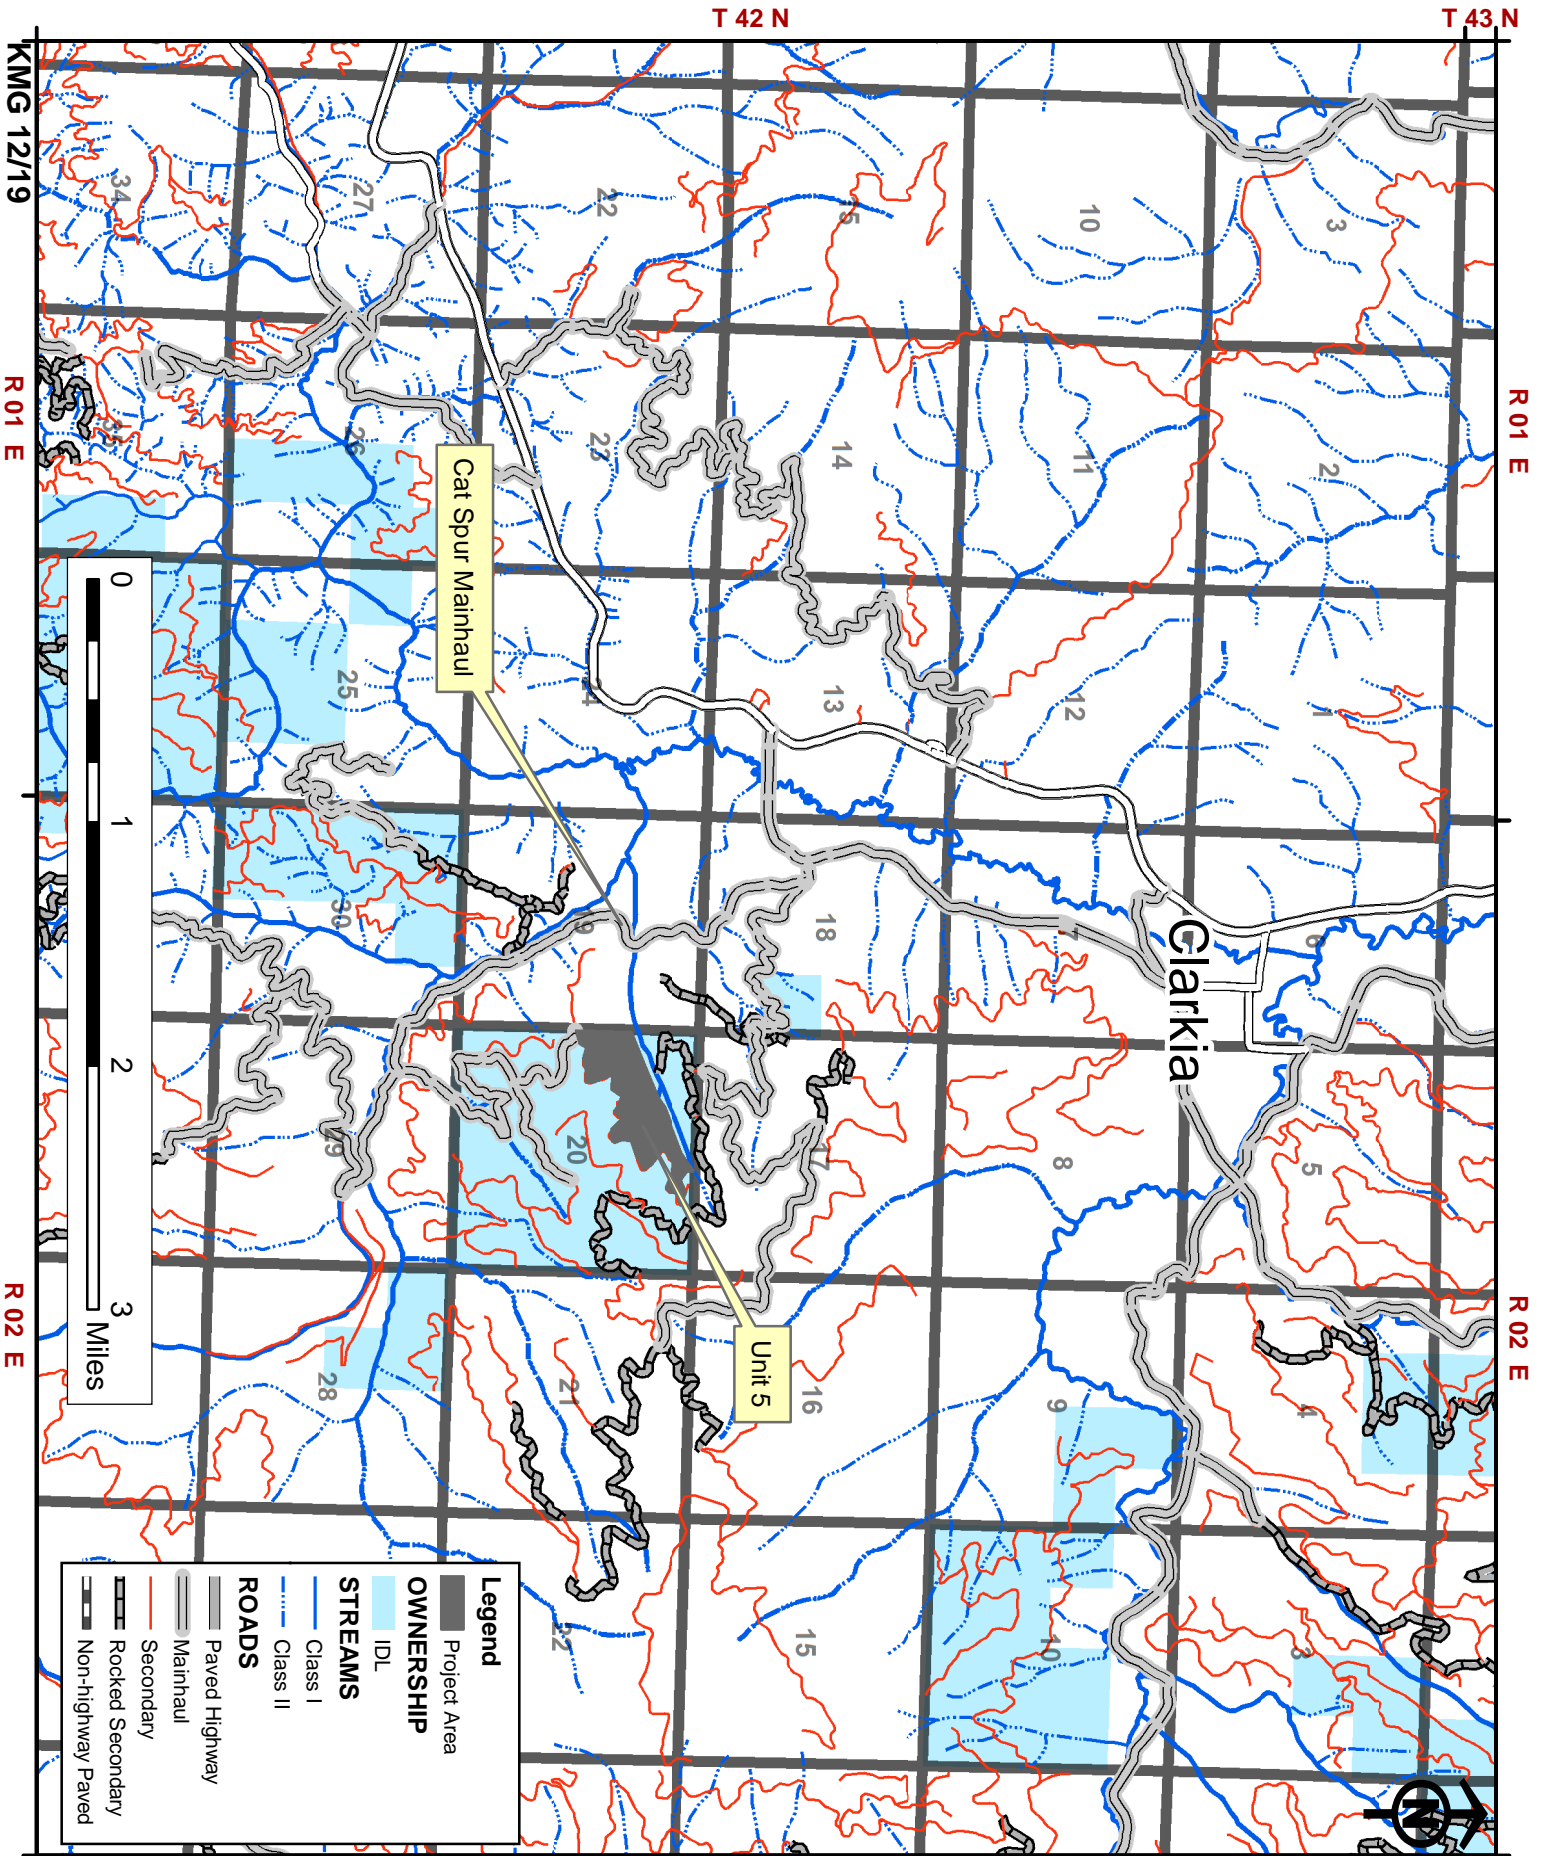 T 42 N
T 43 N
R 01 E
R 02 E
R 01 E
R 02 E
3
2
1
6
5
4
3
10
11
12
7
8
9
10
15
14
13
18
17
16
15
22
23
24
19
20
21
22
27
26
25
30
29
28
34
35
Clarkia
Cat Spur Mainhaul
Unit 5
N
0
1
2
3 Miles
Legend
Project Area
OWNERSHIP
IDL
STREAMS
Class I
Class II
ROADS
Paved Highway
Mainhaul
Secondary
Rocked Secondary
Non-highway Paved
KMG 12/19